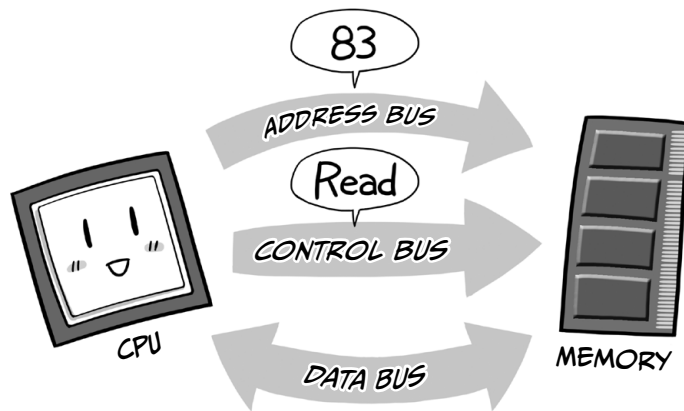 83
ADDRESS BUS
Read
CONTROL BUS
CPU
MEMORY
DATA BUS